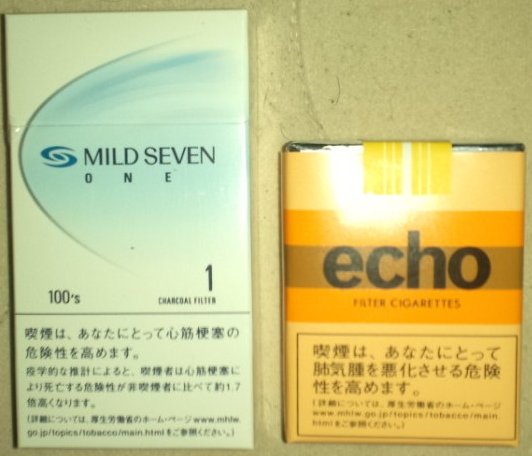 MILD SEVEN
ONE
1
100's
CHARCOAL FILTER
喫煙は、あなたにとって心筋梗塞の
危険性を高めます。
疫学的な推計によると、喫煙者は心筋梗塞に
より死亡する危険性が非喫煙者に比べて約1.7
倍高くなります。
(詳細については、厚生労働省のホーム・ページ www.mhlw.
go.jp/topics/tobacco/main.htmlをご参照ください。)
echo
FILTER CIGARETTES
喫煙は、あなたにとって
肺気腫を悪化させる危険
性を高めます。
(詳細については、厚生労働省のホーム・ページ
www.mhlw.go.jp/topics/tobacco/main.
htmlをご参照ください。)